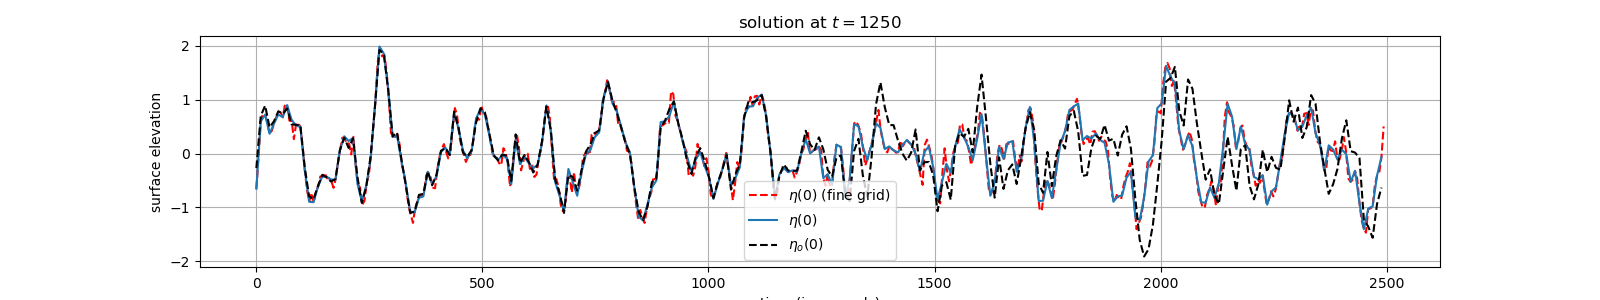 solution at t = 1250
surface elevation
2
1
0
−1
−2
η(0) (fine grid)
η(0)
ηₒ(0)
0
500
1000
1500
2000
2500